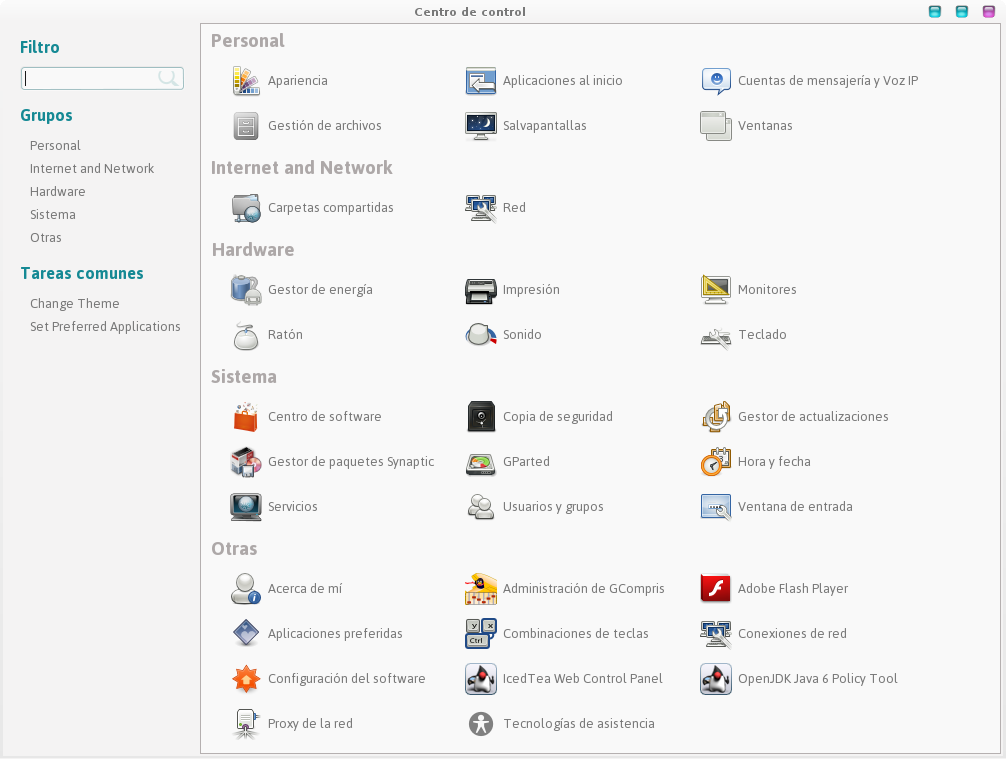 Centro de control
Filtro
Grupos
Personal
Internet and Network
Hardware
Sistema
Otras
Tareas comunes
Change Theme
Set Preferred Applications
Personal
Apariencia
Aplicaciones al inicio
Cuentas de mensajería y Voz IP
Gestión de archivos
Salvapantallas
Ventanas
Internet and Network
Carpetas compartidas
Red
Hardware
Gestor de energía
Impresión
Monitores
Ratón
Sonido
Teclado
Sistema
Centro de software
Copia de seguridad
Gestor de actualizaciones
Gestor de paquetes Synaptic
GParted
Hora y fecha
Servicios
Usuarios y grupos
Ventana de entrada
Otras
Acerca de mí
Administración de GCompris
Adobe Flash Player
Aplicaciones preferidas
Y X
Ctrl
Combinaciones de teclas
Conexiones de red
Configuración del software
IcedTea Web Control Panel
OpenJDK Java 6 Policy Tool
Proxy de la red
Tecnologías de asistencia